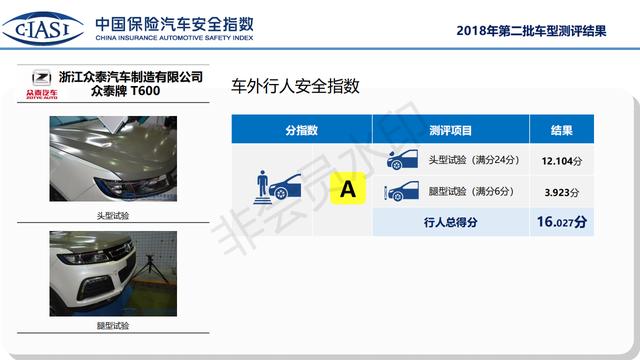 C-IASI
中国保险汽车安全指数
CHINA INSURANCE AUTOMOTIVE SAFETY INDEX
2018年第二批车型测评结果
众泰汽车
ZOTYE AUTO
浙江众泰汽车制造有限公司
众泰牌 T600
头型试验
腿型试验
车外行人安全指数
分指数
测评项目
结果
A
头型试验（满分24分）
12.104分
腿型试验（满分6分）
3.923分
行人总得分
16.027分
非会员水印